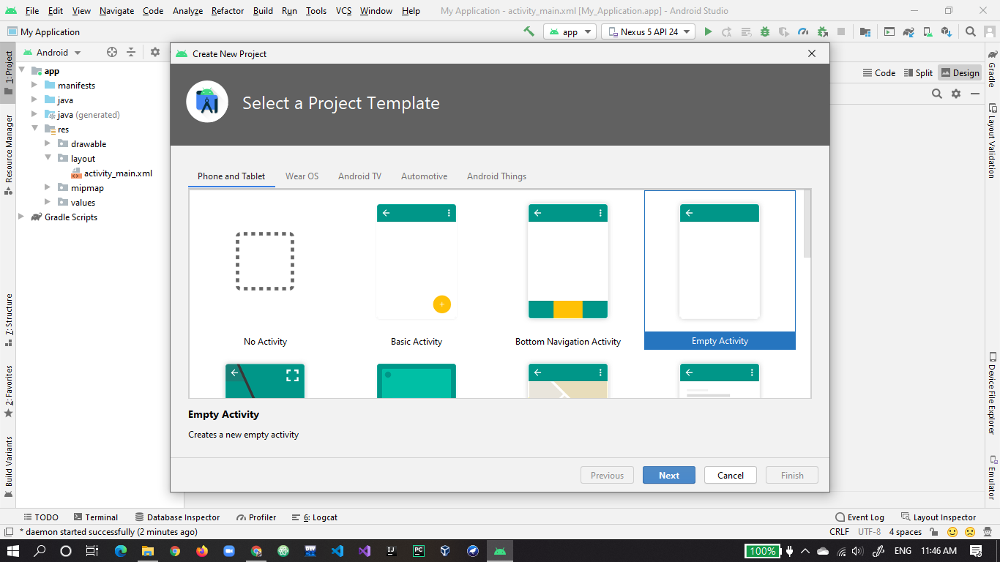 File Edit View Navigate Code Analyze Refactor Build Run Tools VCS Window Help My Application - activity_main.xml [My_Application.app] - Android Studio
My Application
app
Nexus 5 API 24
1: Project
Resource Manager
7: Structure
2: Favorites
Build Variants
Android
app
manifests
java
java (generated)
res
drawable
layout
activity_main.xml
mipmap
values
Gradle Scripts
Create New Project
Select a Project Template
Phone and Tablet Wear OS Android TV Automotive Android Things
No Activity Basic Activity Bottom Navigation Activity Empty Activity
Empty Activity
Creates a new empty activity
Previous Next Cancel Finish
Code Split Design
Gradle
Layout Validation
Device File Explorer
Emulator
TODO Terminal Database Inspector Profiler 6: Logcat Event Log Layout Inspector
* daemon started successfully (2 minutes ago) CRLF UTF-8 4 spaces
DEV
IJ
PC
100%
ENG 11:46 AM